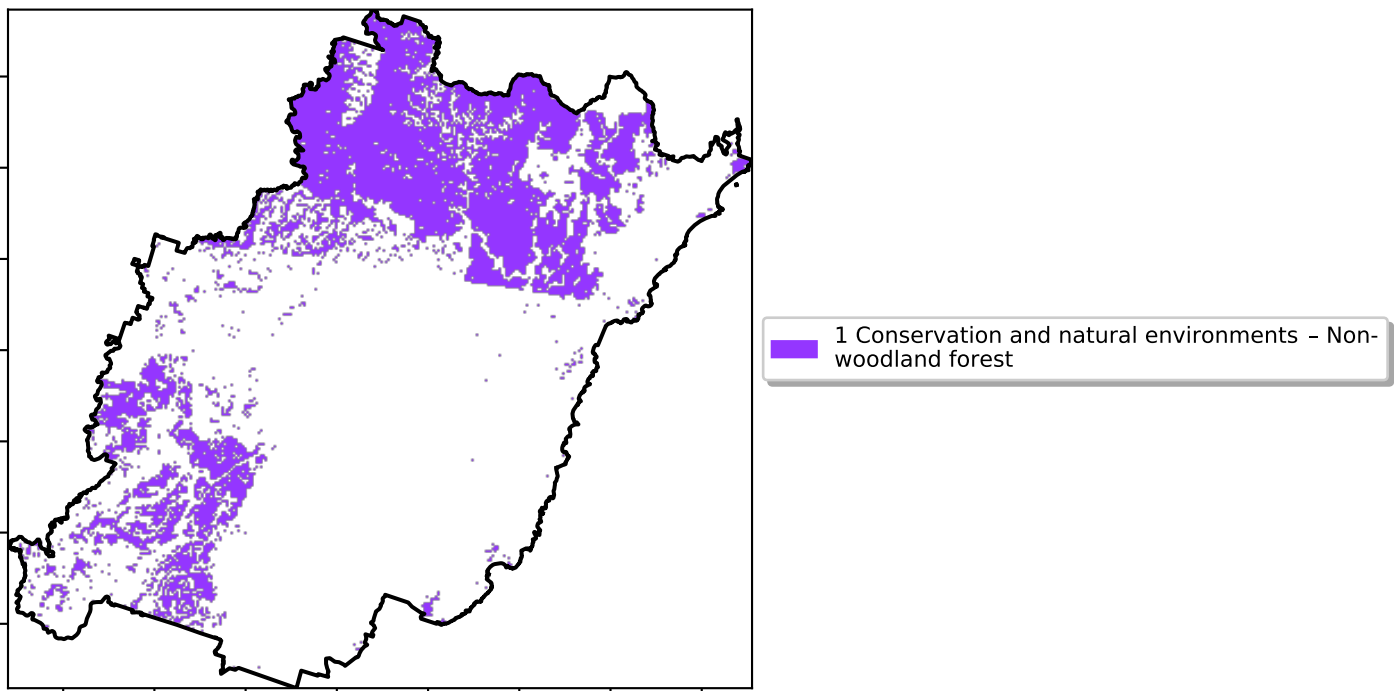 1 Conservation and natural environments – Non-
woodland forest